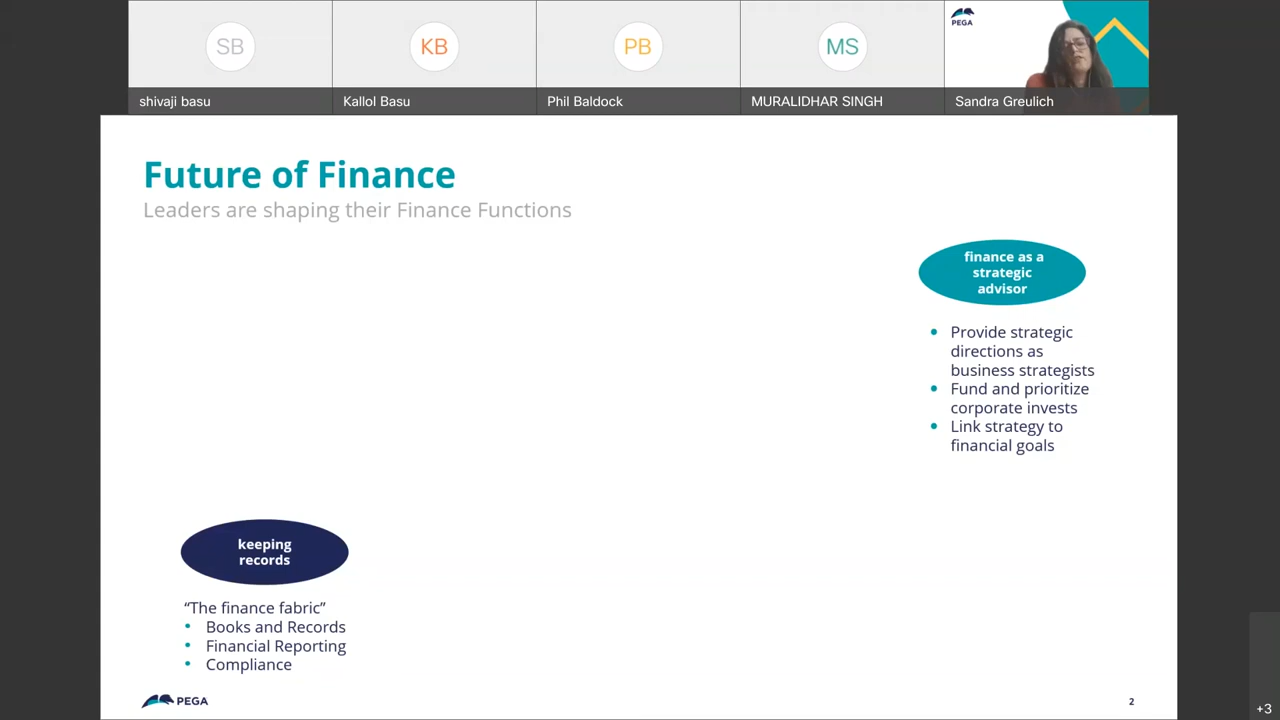 SB
KB
PB
MS
PEGA
shivaji basu
Kallol Basu
Phil Baldock
MURALIDHAR SINGH
Sandra Greulich
Future of Finance
Leaders are shaping their Finance Functions
finance as a
strategic
advisor
• Provide strategic
directions as
business strategists
• Fund and prioritize
corporate invests
• Link strategy to
financial goals
keeping
records
“The finance fabric”
• Books and Records
• Financial Reporting
• Compliance
PEGA
2
+3